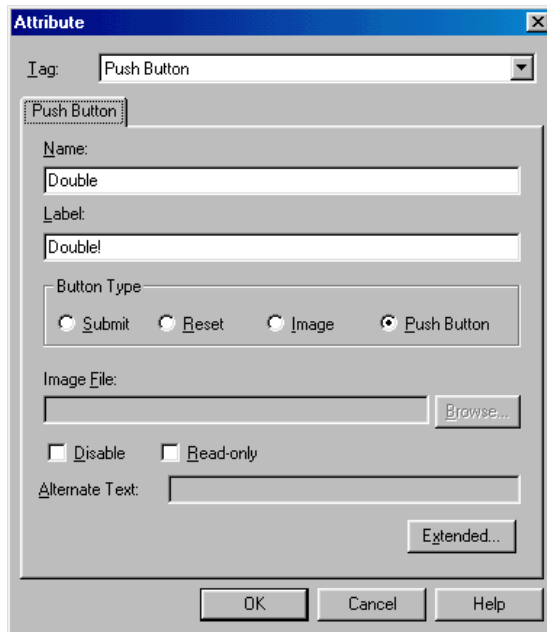 Attribute
Tag: Push Button
Push Button
Name:
Double
Label:
Double!
Button Type
Submit Reset Image Push Button
Image File:
Browse...
Disable Read-only
Alternate Text:
Extended...
OK Cancel Help